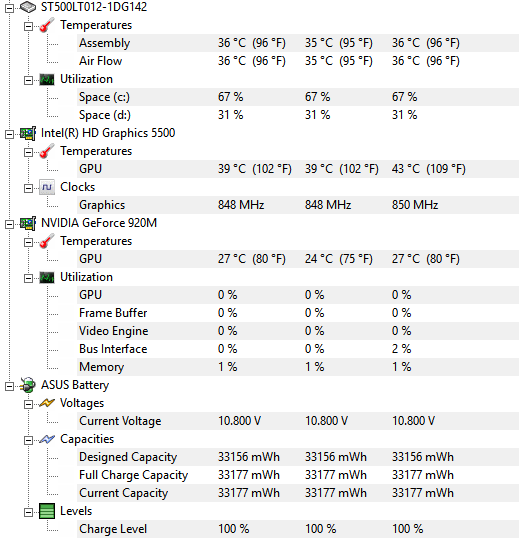 ST500LT012-1DG142
Temperatures
Assembly 36 °C (96 °F) 35 °C (95 °F) 36 °C (96 °F)
Air Flow 36 °C (96 °F) 35 °C (95 °F) 36 °C (96 °F)
Utilization
Space (c:) 67 % 67 % 67 %
Space (d:) 31 % 31 % 31 %
Intel(R) HD Graphics 5500
Temperatures
GPU 39 °C (102 °F) 39 °C (102 °F) 43 °C (109 °F)
Clocks
Graphics 848 MHz 848 MHz 850 MHz
NVIDIA GeForce 920M
Temperatures
GPU 27 °C (80 °F) 24 °C (75 °F) 27 °C (80 °F)
Utilization
GPU 0 % 0 % 0 %
Frame Buffer 0 % 0 % 0 %
Video Engine 0 % 0 % 0 %
Bus Interface 0 % 0 % 2 %
Memory 1 % 1 % 1 %
ASUS Battery
Voltages
Current Voltage 10.800 V 10.800 V 10.800 V
Capacities
Designed Capacity 33156 mWh 33156 mWh 33156 mWh
Full Charge Capacity 33177 mWh 33177 mWh 33177 mWh
Current Capacity 33177 mWh 33177 mWh 33177 mWh
Levels
Charge Level 100 % 100 % 100 %